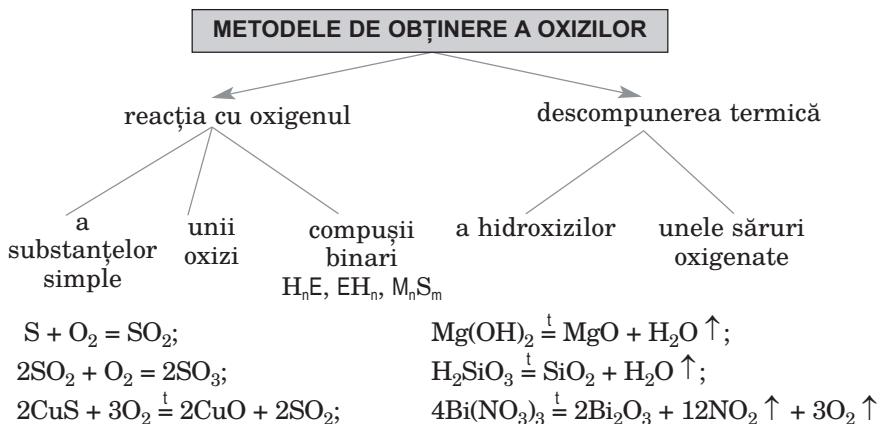 METODELE DE OBȚINERE A OXIZILOR
reacția cu oxigenul
descompunerea termică
a
substanțelor
simple
unii
oxizi
compușii
binari
HₙE, EHₙ, MₙSₘ
a hidroxizilor
unele săruri
oxigenate
S + O₂ = SO₂;
2SO₂ + O₂ = 2SO₃;
2CuS + 3O₂ =ᵗ 2CuO + 2SO₂;
Mg(OH)₂ =ᵗ MgO + H₂O ↑;
H₂SiO₃ =ᵗ SiO₂ + H₂O ↑;
4Bi(NO₃)₃ =ᵗ 2Bi₂O₃ + 12NO₂ ↑ + 3O₂ ↑